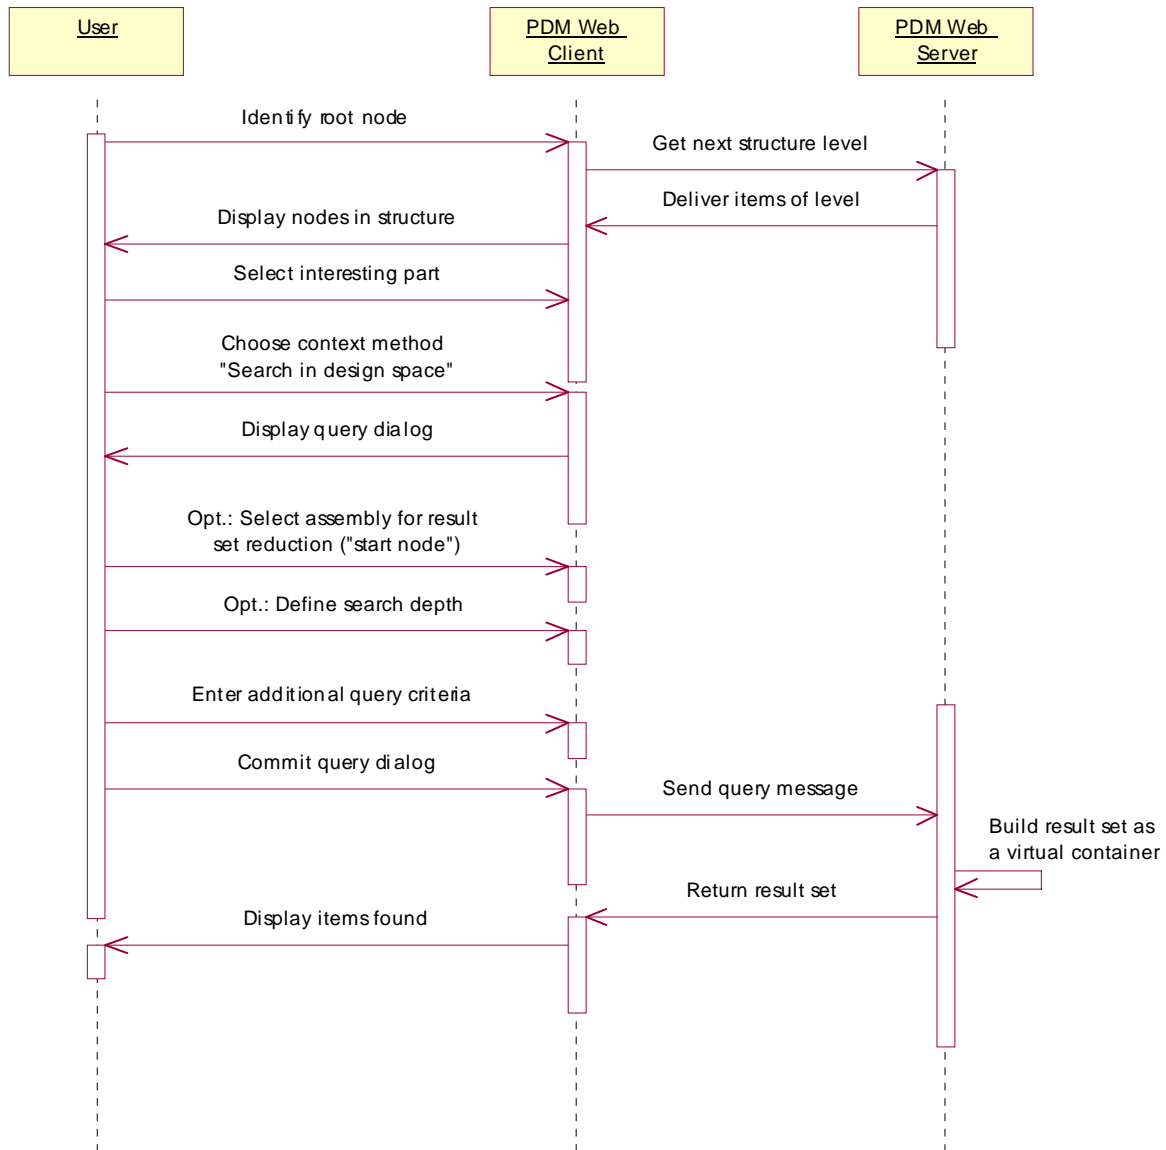 User
PDM Web
Client
PDM Web
Server
Identify root node
Get next structure level
Deliver items of level
Display nodes in structure
Select interesting part
Choose context method
"Search in design space"
Display query dialog
Opt.: Select assembly for result
set reduction ("start node")
Opt.: Define search depth
Enter additional query criteria
Commit query dialog
Send query message
Build result set as
a virtual container
Return result set
Display items found